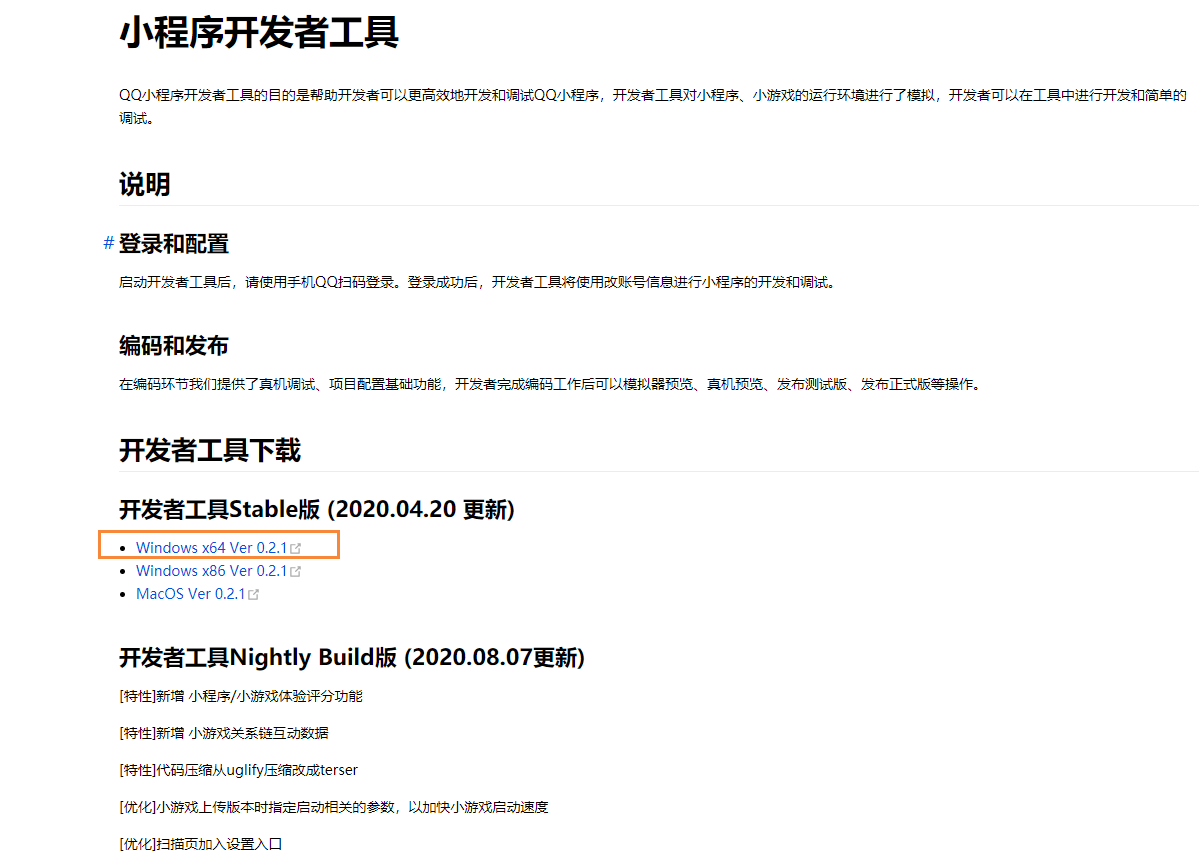 小程序开发者工具
QQ小程序开发者工具的目的是帮助开发者可以更高效地开发和调试QQ小程序，开发者工具对小程序、小游戏的运行环境进行了模拟，开发者可以在工具中进行开发和简单的
调试。
说明
# 登录和配置
启动开发者工具后，请使用手机QQ扫码登录。登录成功后，开发者工具将使用改账号信息进行小程序的开发和调试。
编码和发布
在编码环节我们提供了真机调试、项目配置基础功能，开发者完成编码工作后可以模拟器预览、真机预览、发布测试版、发布正式版等操作。
开发者工具下载
开发者工具Stable版 (2020.04.20 更新)
• Windows x64 Ver 0.2.1
• Windows x86 Ver 0.2.1
• MacOS Ver 0.2.1
开发者工具Nightly Build版 (2020.08.07更新)
[特性]新增 小程序/小游戏体验评分功能
[特性]新增 小游戏关系链互动数据
[特性]代码压缩从uglify压缩改成terser
[优化]小游戏上传版本时指定启动相关的参数，以加快小游戏启动速度
[优化]扫描页加入设置入口